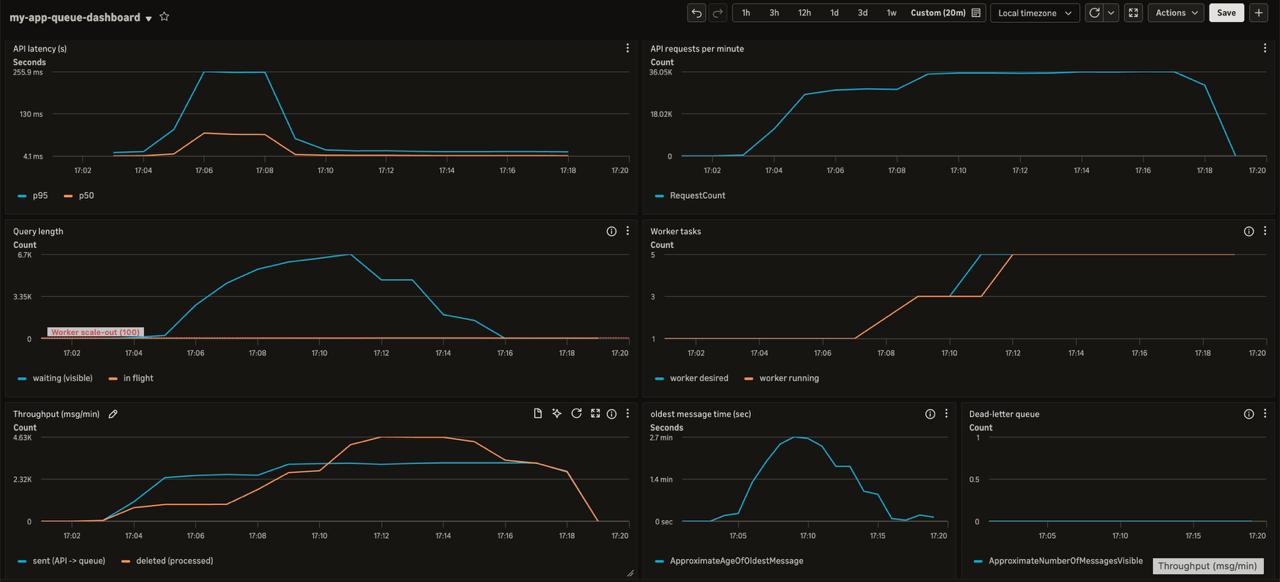 my-app-queue-dashboard
1h 3h 12h 1d 3d 1w Custom (20m) Local timezone Actions Save
API latency (s)
Seconds
255.9 ms
130 ms
4.1 ms
17:02 17:04 17:06 17:08 17:10 17:12 17:14 17:16 17:18 17:20
p95 p50
API requests per minute
Count
36.05K
18.02K
0
17:02 17:04 17:06 17:08 17:10 17:12 17:14 17:16 17:18 17:20
RequestCount
Query length
Count
6.7K
3.35K
Worker scale-out (100)
0
17:02 17:04 17:06 17:08 17:10 17:12 17:14 17:16 17:18 17:20
waiting (visible) in flight
Worker tasks
Count
5
3
1
17:02 17:04 17:06 17:08 17:10 17:12 17:14 17:16 17:18 17:20
worker desired worker running
Throughput (msg/min)
Count
4.63K
2.32K
0
17:02 17:04 17:06 17:08 17:10 17:12 17:14 17:16 17:18 17:20
sent (API -> queue) deleted (processed)
oldest message time (sec)
Seconds
2.7 min
1.4 min
0 sec
17:05 17:10 17:15 17:20
ApproximateAgeOfOldestMessage
Dead-letter queue
Count
1
0.5
0
17:05 17:10 17:15 17:20
ApproximateNumberOfMessagesVisible
Throughput (msg/min)